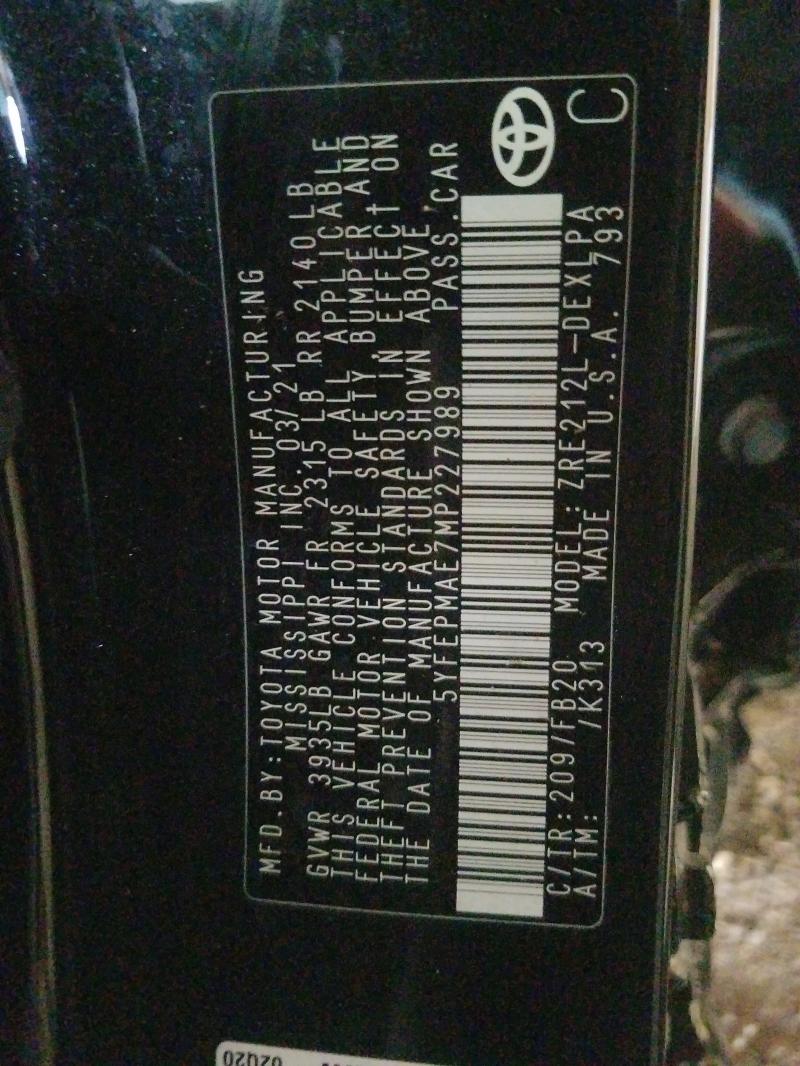 MFD. BY: TOYOTA MOTOR MANUFACTURING
MISSISSIPPI INC 03/21
GVWR 3935LB GAWR FR 2315 LB RR 2140LB
THIS VEHICLE CONFORMS TO ALL APPLICABLE
FEDERAL MOTOR VEHICLE SAFETY, BUMPER AND
THEFT PREVENTION STANDARDS IN EFFECT ON
THE DATE OF MANUFACTURE SHOWN ABOVE.
5YFEPMAE7MP227989 PASS.CAR
C/TR: 209/FB20 MODEL: ZRE212L-DEXLPA
A/TM: /K313 MADE IN U.S.A. 793
C
02020